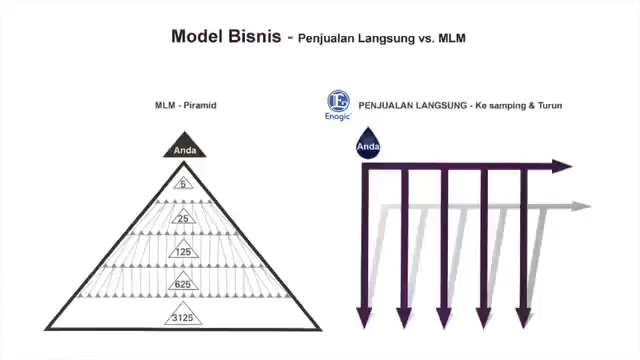 Model Bisnis - Penjualan Langsung vs. MLM
MLM - Piramid
Anda
5
25
125
625
3125
E
Enagic
PENJUALAN LANGSUNG - Ke samping & Turun
Anda